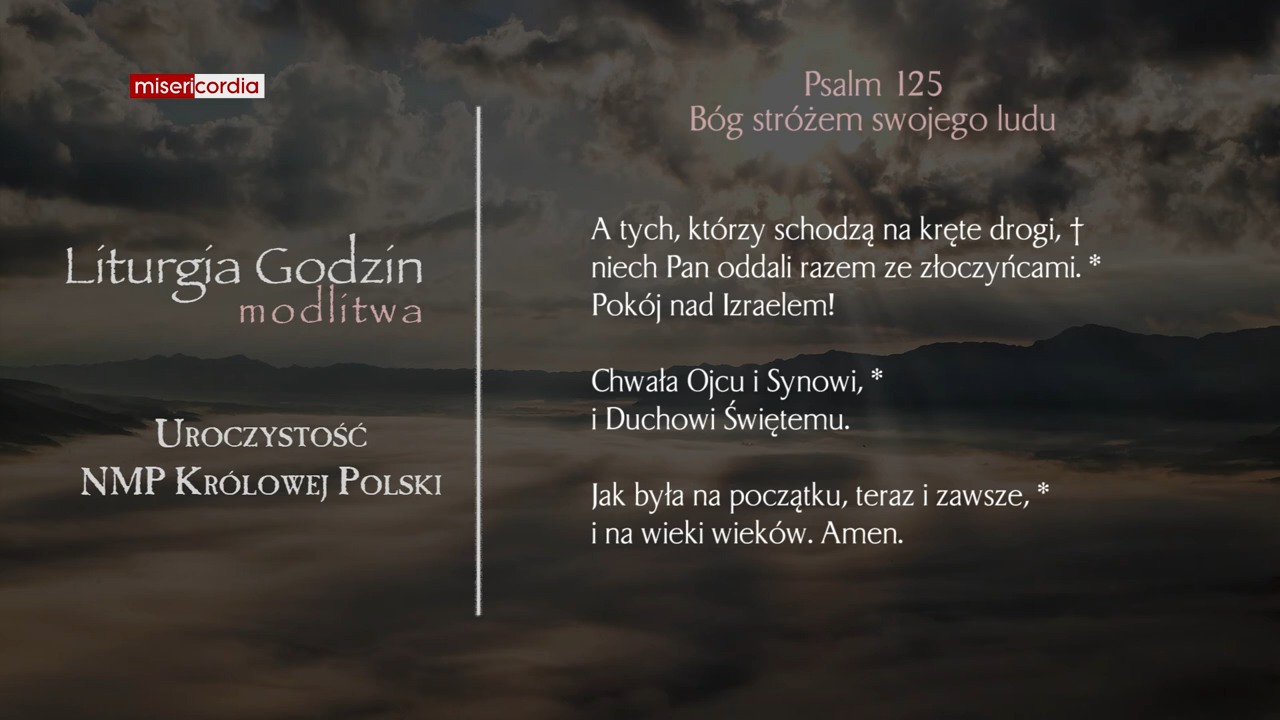 misericordia
Liturgia Godzin
modlitwa
Uroczystość
NMP Królowej Polski
Psalm 125
Bóg stróżem swojego ludu
A tych, którzy schodzą na kręte drogi, †
niech Pan oddali razem ze złoczyńcami. *
Pokój nad Izraelem!
Chwała Ojcu i Synowi, *
i Duchowi Świętemu.
Jak była na początku, teraz i zawsze, *
i na wieki wieków. Amen.